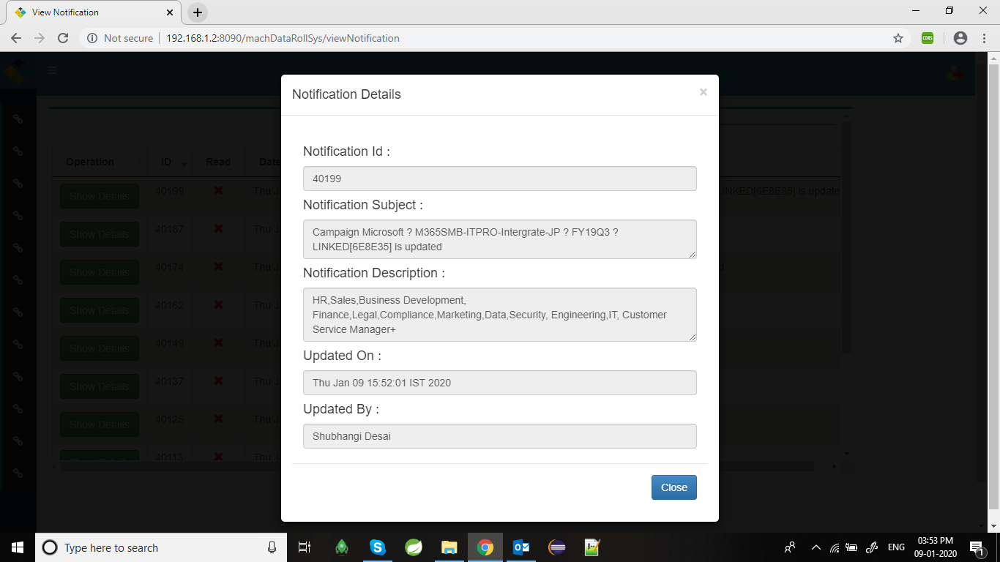 View Notification
Not secure
192.168.1.2:8090/machDataRollSys/viewNotification
CORS
Notification Details
×
Notification Id :
40199
Notification Subject :
Campaign Microsoft ? M365SMB-ITPRO-Intergrate-JP ? FY19Q3 ?
LINKED[6E8E35] is updated
Notification Description :
HR,Sales,Business Development,
Finance,Legal,Compliance,Marketing,Data,Security, Engineering,IT, Customer
Service Manager+
Updated On :
Thu Jan 09 15:52:01 IST 2020
Updated By :
Shubhangi Desai
Close
Operation ID Read Date
Show Details 40199 Thu J LINKED[6E8E35] is update
Show Details 40187 Thu J
Show Details 40174 Thu J
Show Details 40162 Thu J
Show Details 40149 Thu J
Show Details 40137 Thu J
Show Details 40125 Thu J
Show Details 40113 Thu J
Type here to search
ENG
03:53 PM
09-01-2020
1